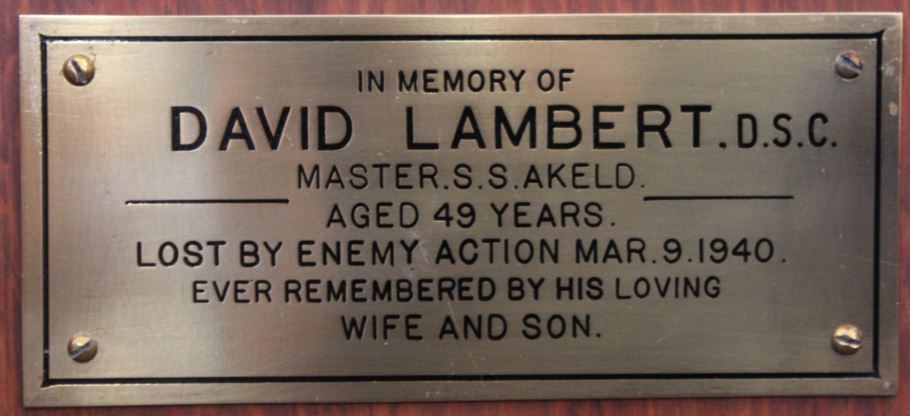 IN MEMORY OF
DAVID LAMBERT. D.S.C.
MASTER.S.S.AKELD.
AGED 49 YEARS.
LOST BY ENEMY ACTION MAR.9.1940.
EVER REMEMBERED BY HIS LOVING
WIFE AND SON.